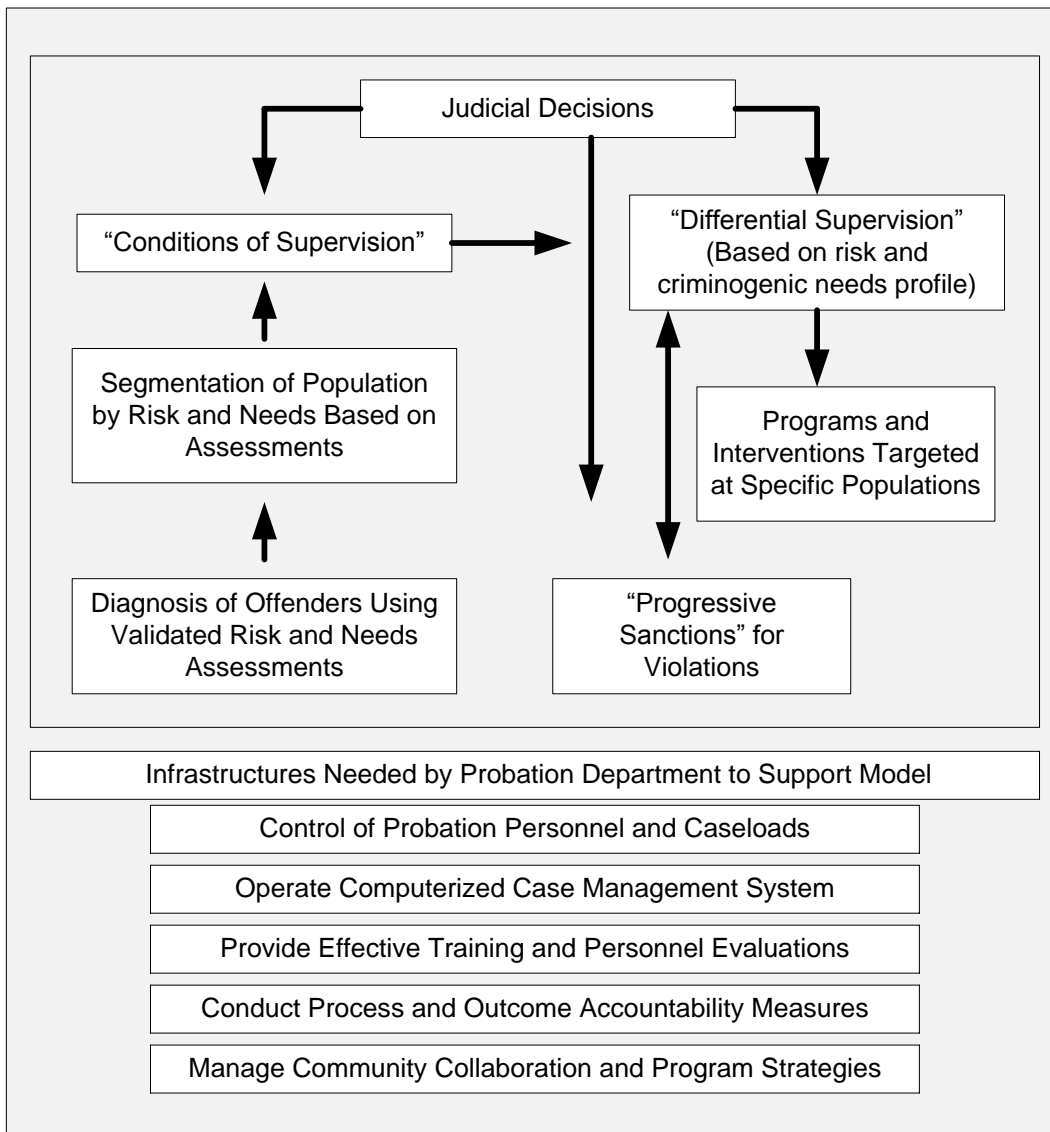 Judicial Decisions
“Conditions of Supervision”
“Differential Supervision”
(Based on risk and
criminogenic needs profile)
Segmentation of Population
by Risk and Needs Based on
Assessments
Programs and
Interventions Targeted
at Specific Populations
Diagnosis of Offenders Using
Validated Risk and Needs
Assessments
“Progressive
Sanctions” for
Violations
Infrastructures Needed by Probation Department to Support Model
Control of Probation Personnel and Caseloads
Operate Computerized Case Management System
Provide Effective Training and Personnel Evaluations
Conduct Process and Outcome Accountability Measures
Manage Community Collaboration and Program Strategies